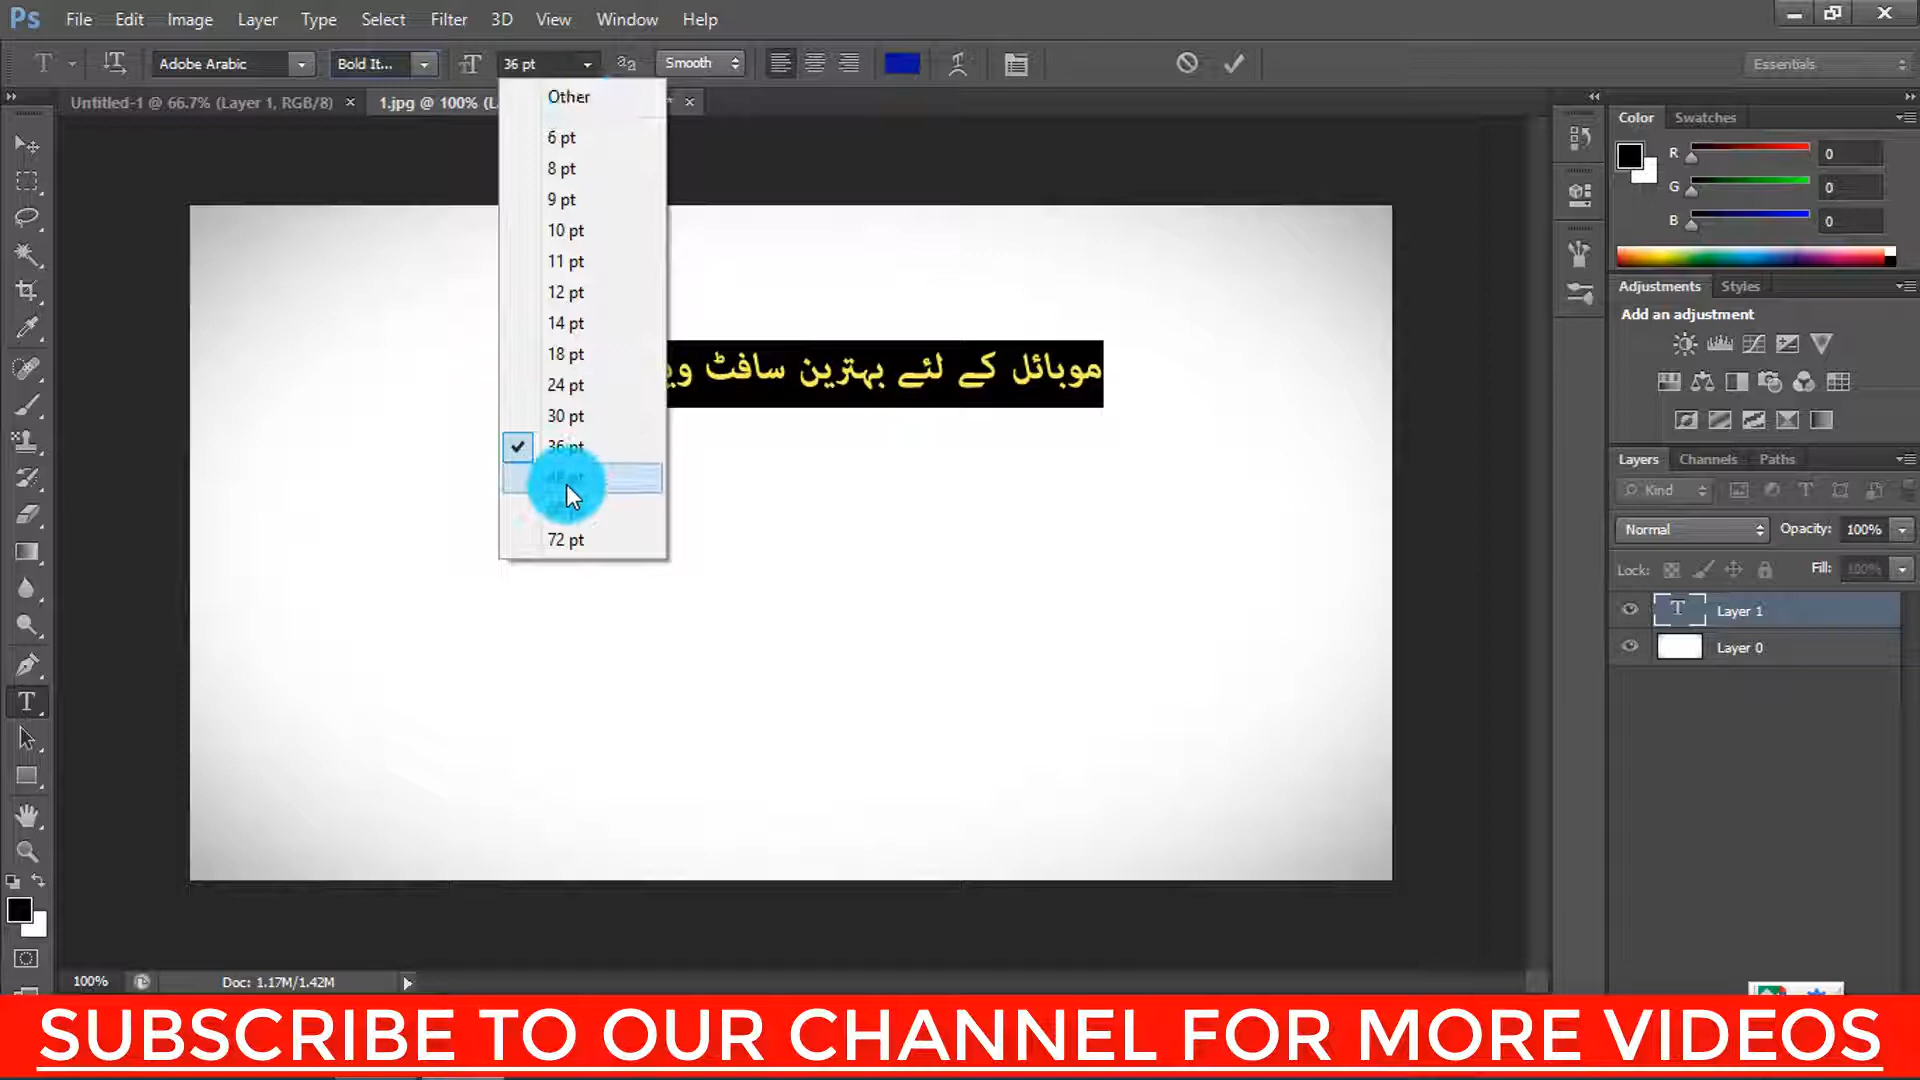 Ps File Edit Image Layer Type Select Filter 3D View Window Help
T Adobe Arabic Bold It... 36 pt Smooth Essentials
Untitled-1 @ 66.7% (Layer 1, RGB/8) × 1.jpg @ 100% (L ×
Other
6 pt
8 pt
9 pt
10 pt
11 pt
12 pt
14 pt
18 pt
24 pt
30 pt
36 pt
72 pt
موبائل کے لئے بہترین سافٹ
Color Swatches
R 0
G 0
B 0
Adjustments Styles
Add an adjustment
Layers Channels Paths
Kind
Normal Opacity: 100%
Lock: Fill: 100%
Layer 1
Layer 0
100% Doc: 1.17M/1.42M
SUBSCRIBE TO OUR CHANNEL FOR MORE VIDEOS